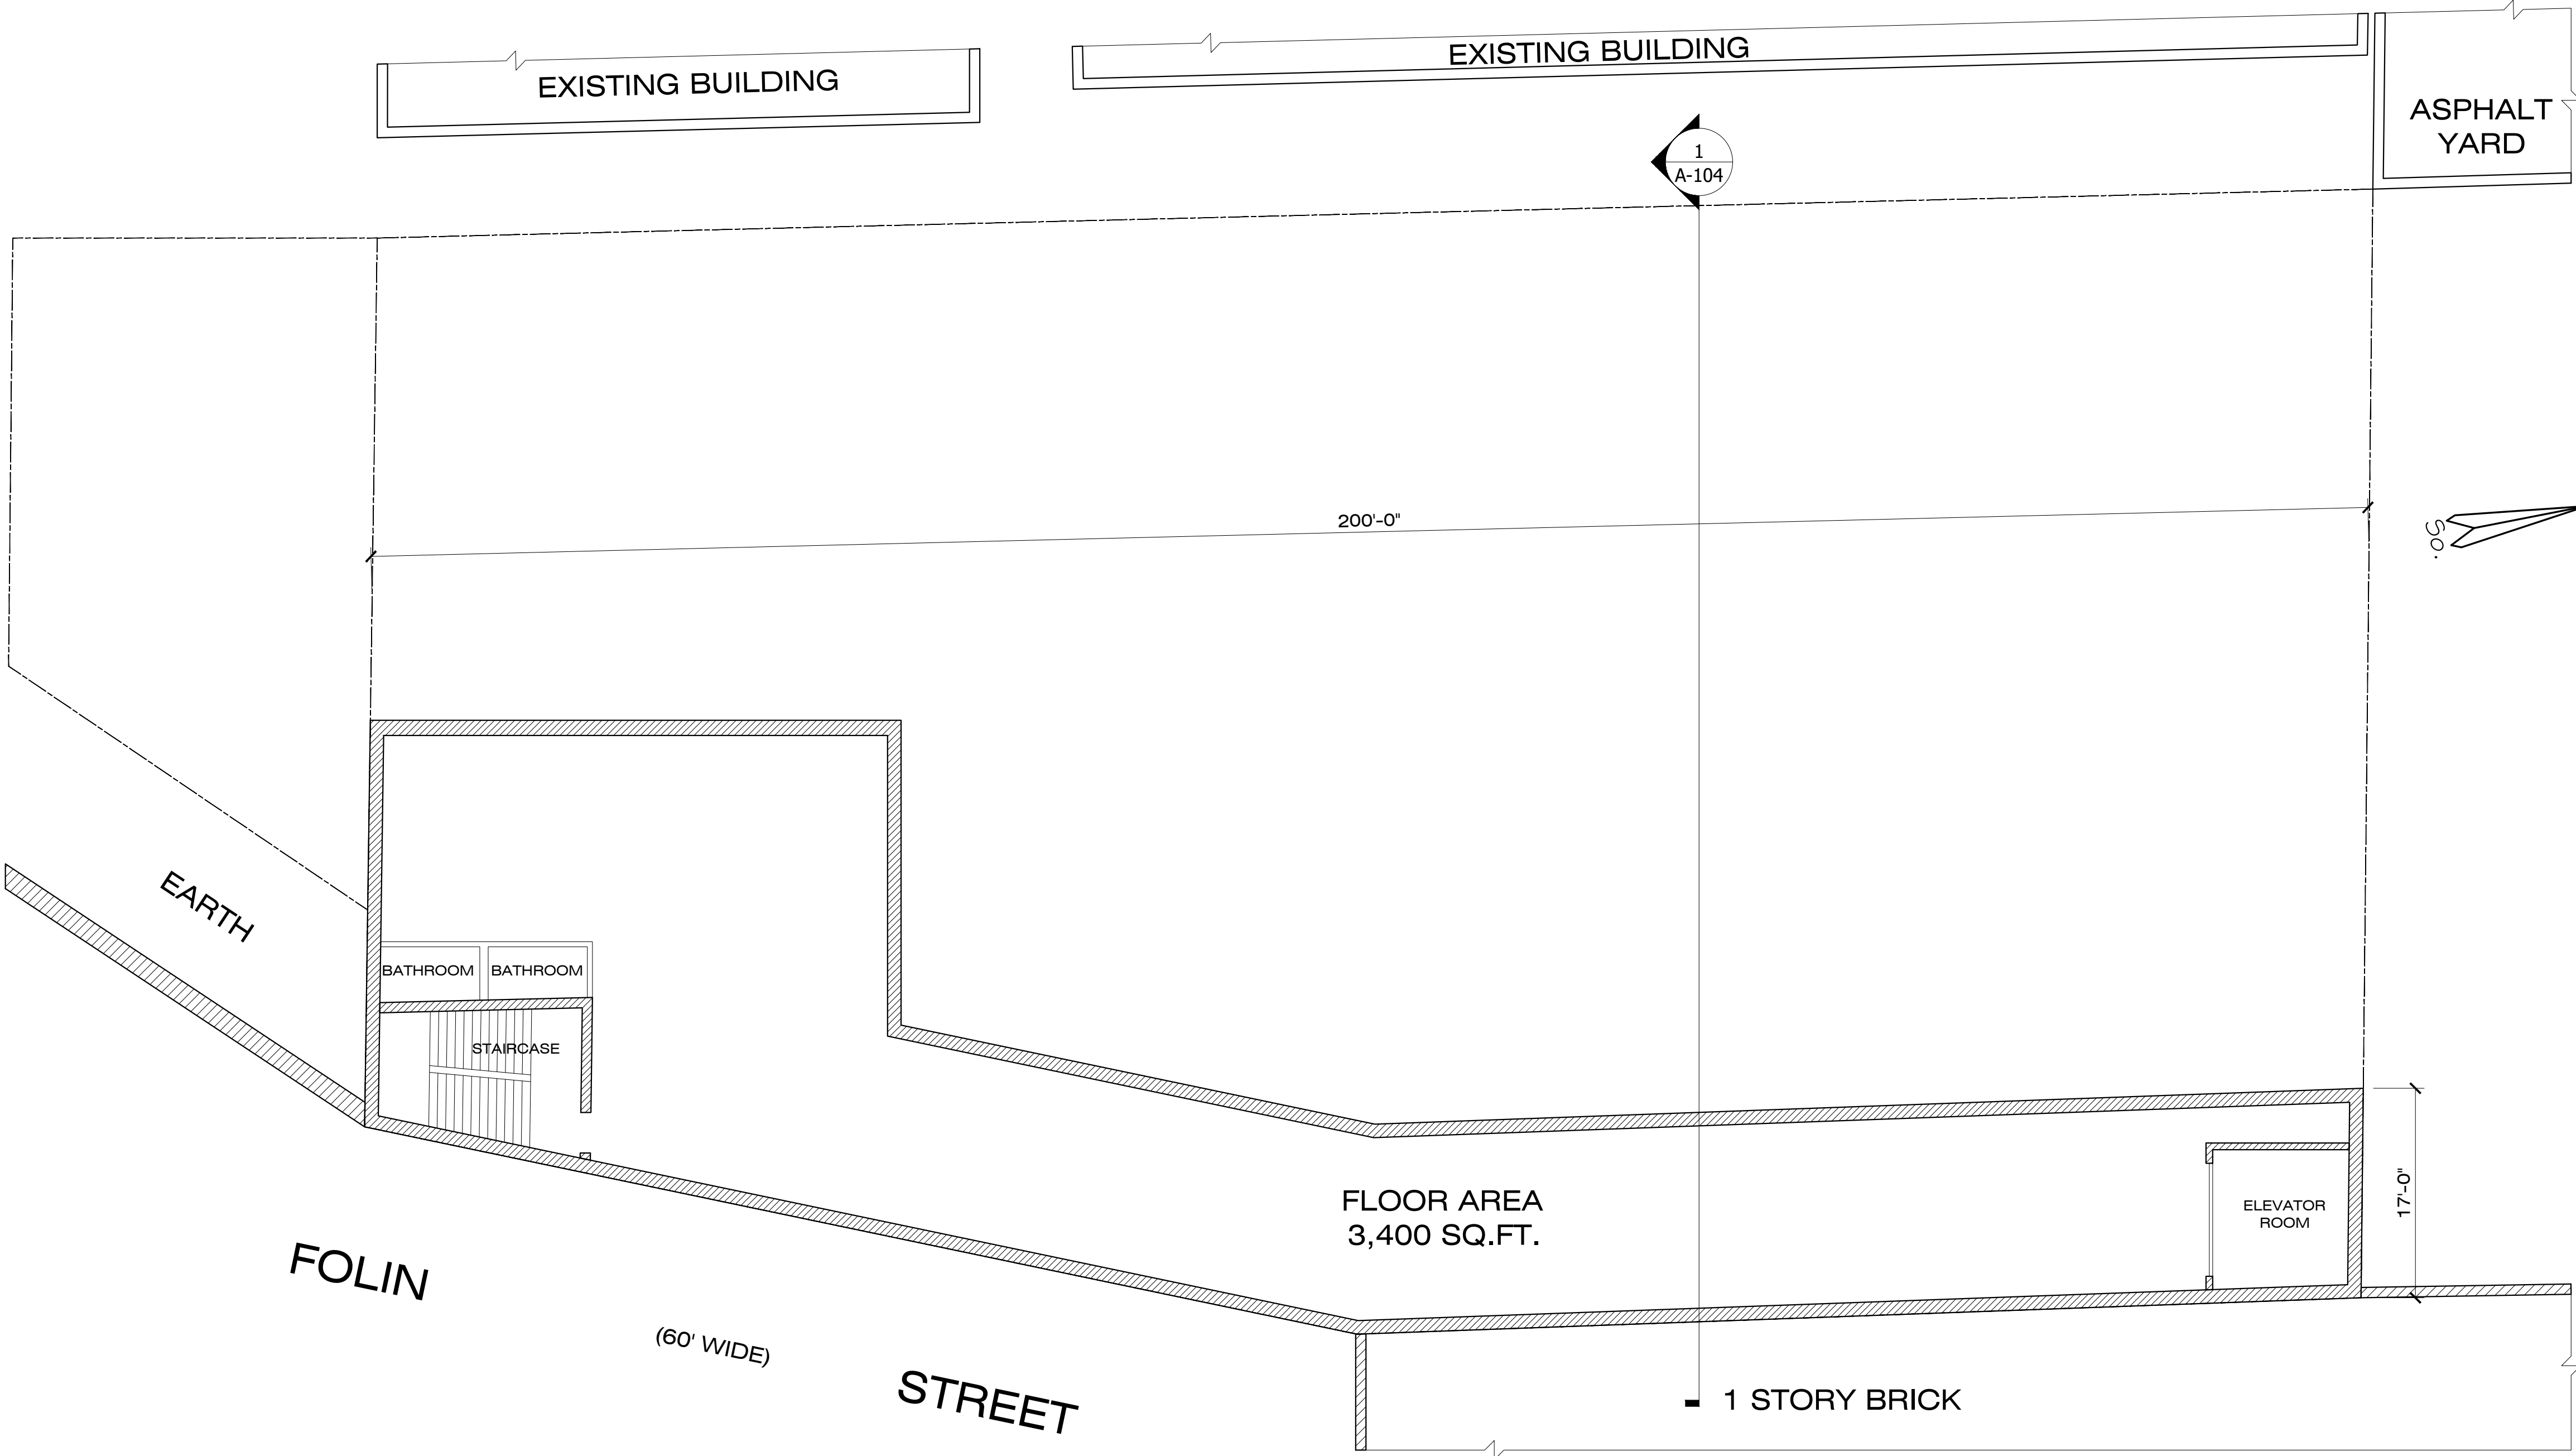 EXISTING BUILDING
EXISTING BUILDING
ASPHALT
YARD
1
A-104
200'-0"
So.
EARTH
BATHROOM
BATHROOM
STAIRCASE
FLOOR AREA
3,400 SQ.FT.
ELEVATOR
ROOM
17'-0"
FOLIN
(60' WIDE)
STREET
1 STORY BRICK